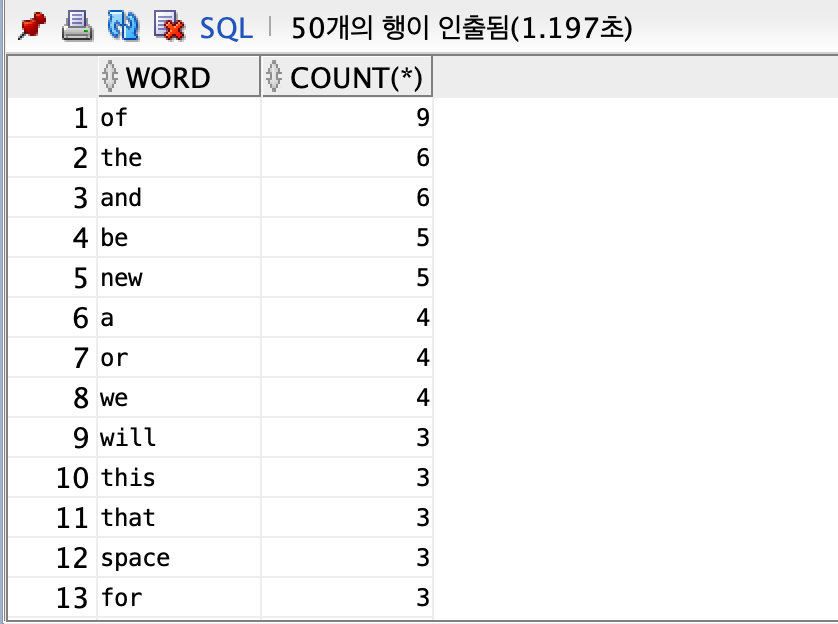 SQL | 50개의 행이 인출됨(1.197초)
WORD COUNT(*)
1 of 9
2 the 6
3 and 6
4 be 5
5 new 5
6 a 4
7 or 4
8 we 4
9 will 3
10 this 3
11 that 3
12 space 3
13 for 3